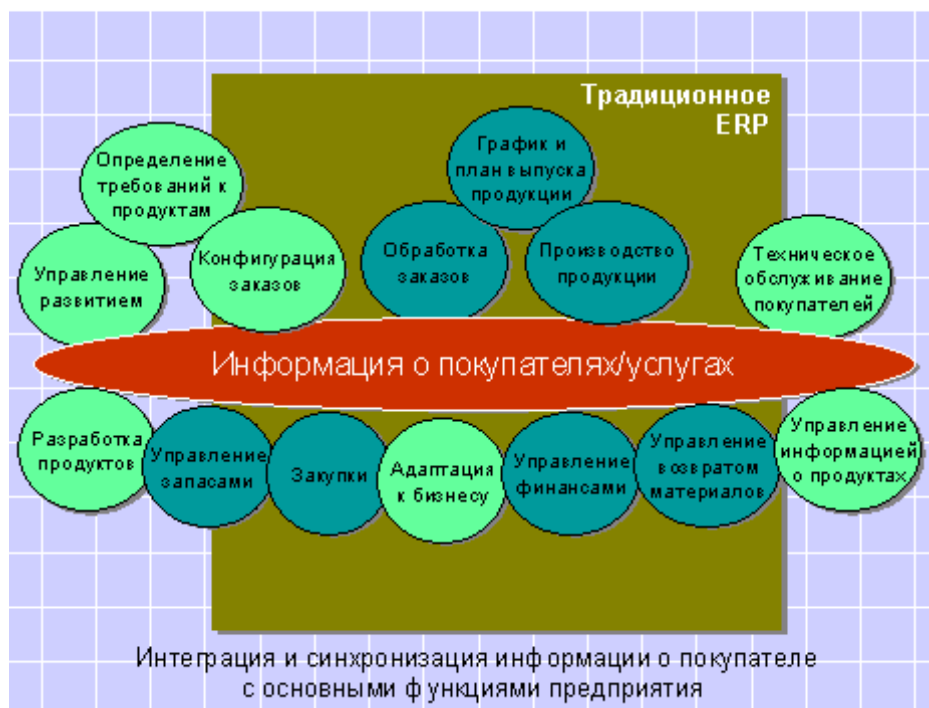 Традиционное
ERP
Определение
требований к
продуктам
График и
план выпуска
продукции
Управление
развитием
Конфигурация
заказов
Обработка
заказов
Производство
продукции
Техническое
обслуживание
покупателей
Информация о покупателях/услугах
Разработка
продуктов
Управление
запасами
Закупки
Адаптация
к бизнесу
Управление
финансами
Управление
возвратом
материалов
Управление
информацией
о продуктах
Интеграция и синхронизация информации о покупателе
с основными функциями предприятия